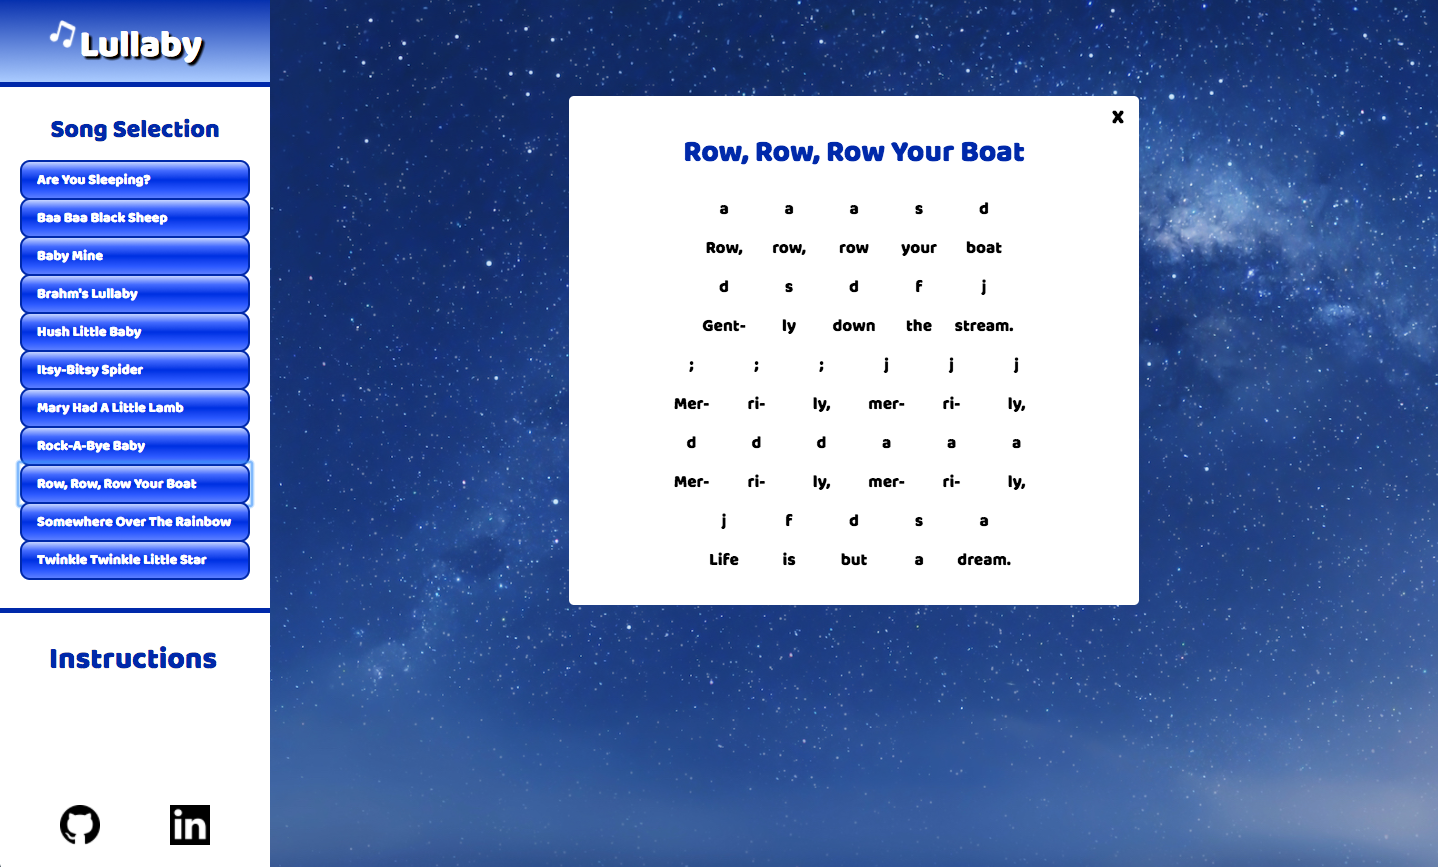 Lullaby
Song Selection
Are You Sleeping?
Baa Baa Black Sheep
Baby Mine
Brahm's Lullaby
Hush Little Baby
Itsy-Bitsy Spider
Mary Had A Little Lamb
Rock-A-Bye Baby
Row, Row, Row Your Boat
Somewhere Over The Rainbow
Twinkle Twinkle Little Star
Instructions
in
X
Row, Row, Row Your Boat
a a a s d
Row, row, row your boat
d s d f j
Gent- ly down the stream.
; ; ; j j j
Mer- ri- ly, mer- ri- ly,
d d d a a a
Mer- ri- ly, mer- ri- ly,
j f d s a
Life is but a dream.